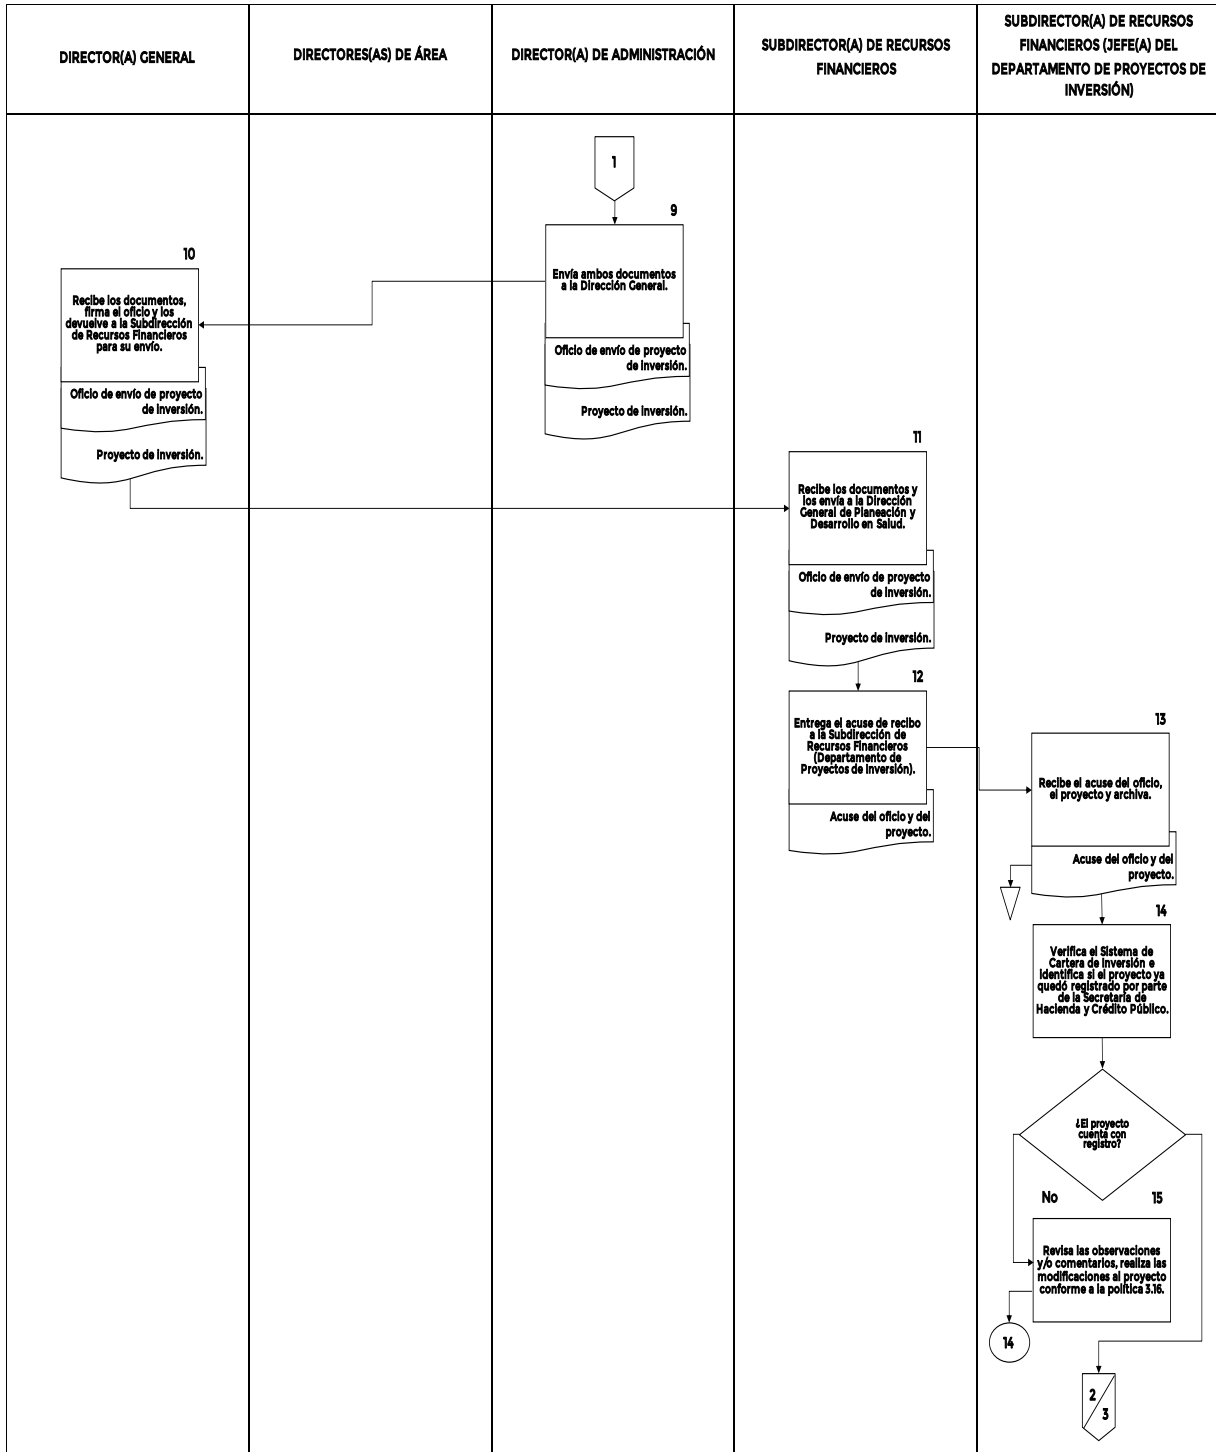 DIRECTOR(A) GENERAL
DIRECTORES(AS) DE ÁREA
DIRECTOR(A) DE ADMINISTRACIÓN
SUBDIRECTOR(A) DE RECURSOS
FINANCIEROS
SUBDIRECTOR(A) DE RECURSOS
FINANCIEROS (JEFE(A) DEL
DEPARTAMENTO DE PROYECTOS DE
INVERSIÓN)
1
9
Envía ambos documentos
a la Dirección General.
Oficio de envío de proyecto
de inversión.
Proyecto de inversión.
10
Recibe los documentos,
firma el oficio y los
devuelve a la Subdirección
de Recursos Financieros
para su envío.
Oficio de envío de proyecto
de inversión.
Proyecto de inversión.
11
Recibe los documentos y
los envía a la Dirección
General de Planeación y
Desarrollo en Salud.
Oficio de envío de proyecto
de inversión.
Proyecto de inversión.
12
Entrega el acuse de recibo
a la Subdirección de
Recursos Financieros
(Departamento de
Proyectos de Inversión).
Acuse del oficio y del
proyecto.
13
Recibe el acuse del oficio,
el proyecto y archiva.
Acuse del oficio y del
proyecto.
14
Verifica el Sistema de
Cartera de Inversión e
identifica si el proyecto ya
quedó registrado por parte
de la Secretaría de
Hacienda y Crédito Público.
¿El proyecto
cuenta con
registro?
No
15
Revisa las observaciones
y/o comentarios, realiza las
modificaciones al proyecto
conforme a la política 3.16.
14
2
3